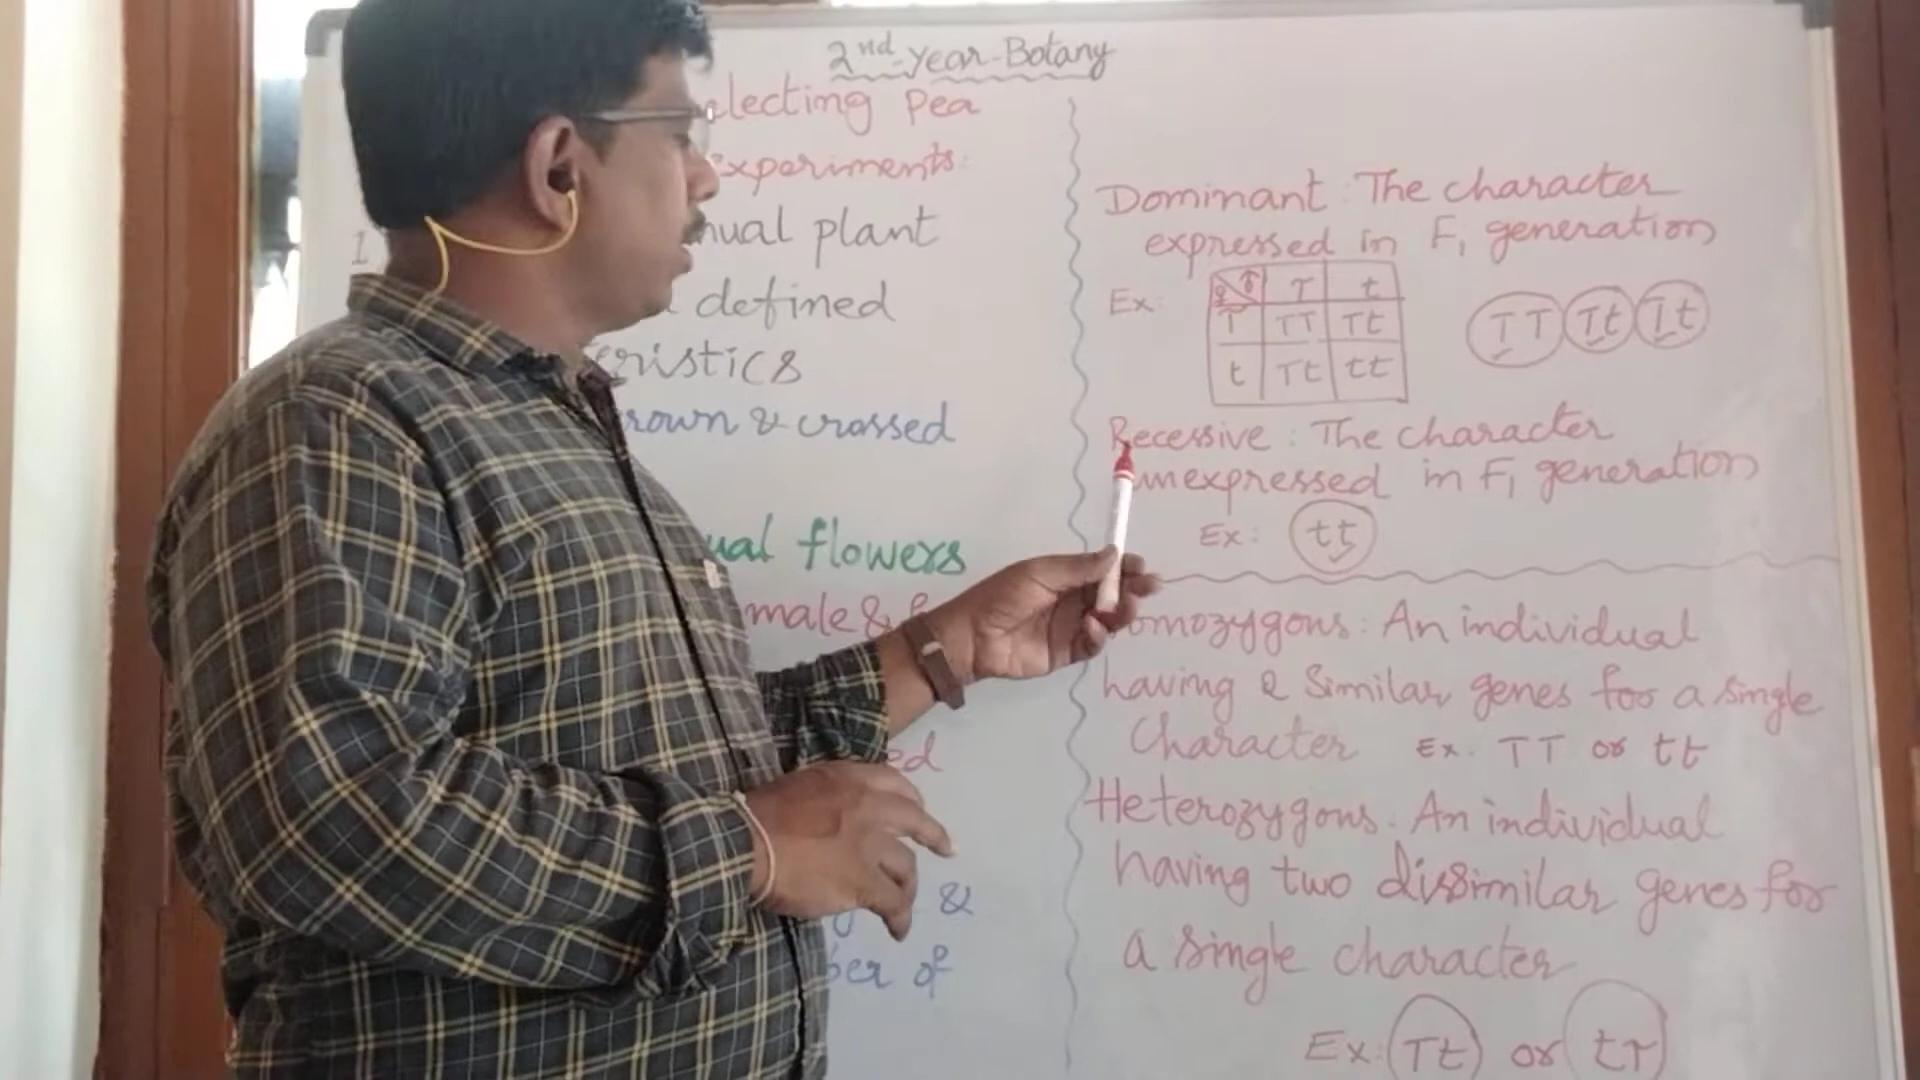 2nd year Botany
electing pea
Experiments:
1
nual plant
defined
eristics
rown & crossed
ual flowers
male &
ed
&
ber of
Dominant: The character
expressed in F1 generation
Ex:
♀ ↑ T t
T TT Tt
t Tt tt
TT Tt Tt
Recessive: The character
unexpressed in F1 generation
Ex: tt
omozygous: An individual
having 2 similar genes for a single
character Ex. TT or tt
Heterozygous. An individual
having two dissimilar genes for
a single character
Ex: Tt or tT